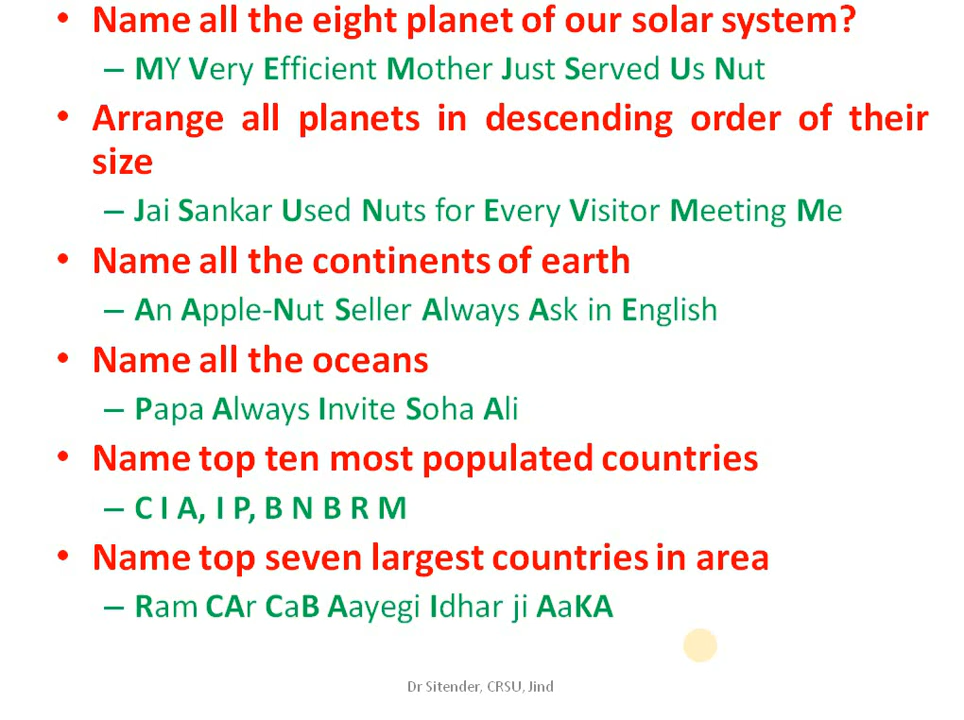 • Name all the eight planet of our solar system?
– MY Very Efficient Mother Just Served Us Nut
• Arrange all planets in descending order of their
size
– Jai Sankar Used Nuts for Every Visitor Meeting Me
• Name all the continents of earth
– An Apple-Nut Seller Always Ask in English
• Name all the oceans
– Papa Always Invite Soha Ali
• Name top ten most populated countries
– C I A, I P, B N B R M
• Name top seven largest countries in area
– Ram CAr CaB Aayegi Idhar ji AaKA
Dr Sitender, CRSU, Jind